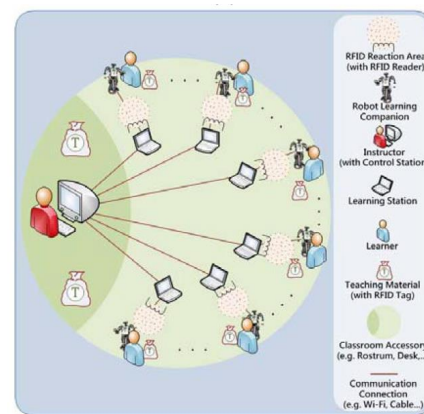 RFID Reaction Area
(with RFID Reader)
Robot Learning
Companion
Instructor
(with Control Station)
Learning Station
Learner
Teaching Material
(with RFID Tag)
Classroom Accessory
(e.g. Rostrum, Desk,..)
Communication
Connection
(e.g. Wi-Fi, Cable...)
T
T
T
T
T
T
T
T
T